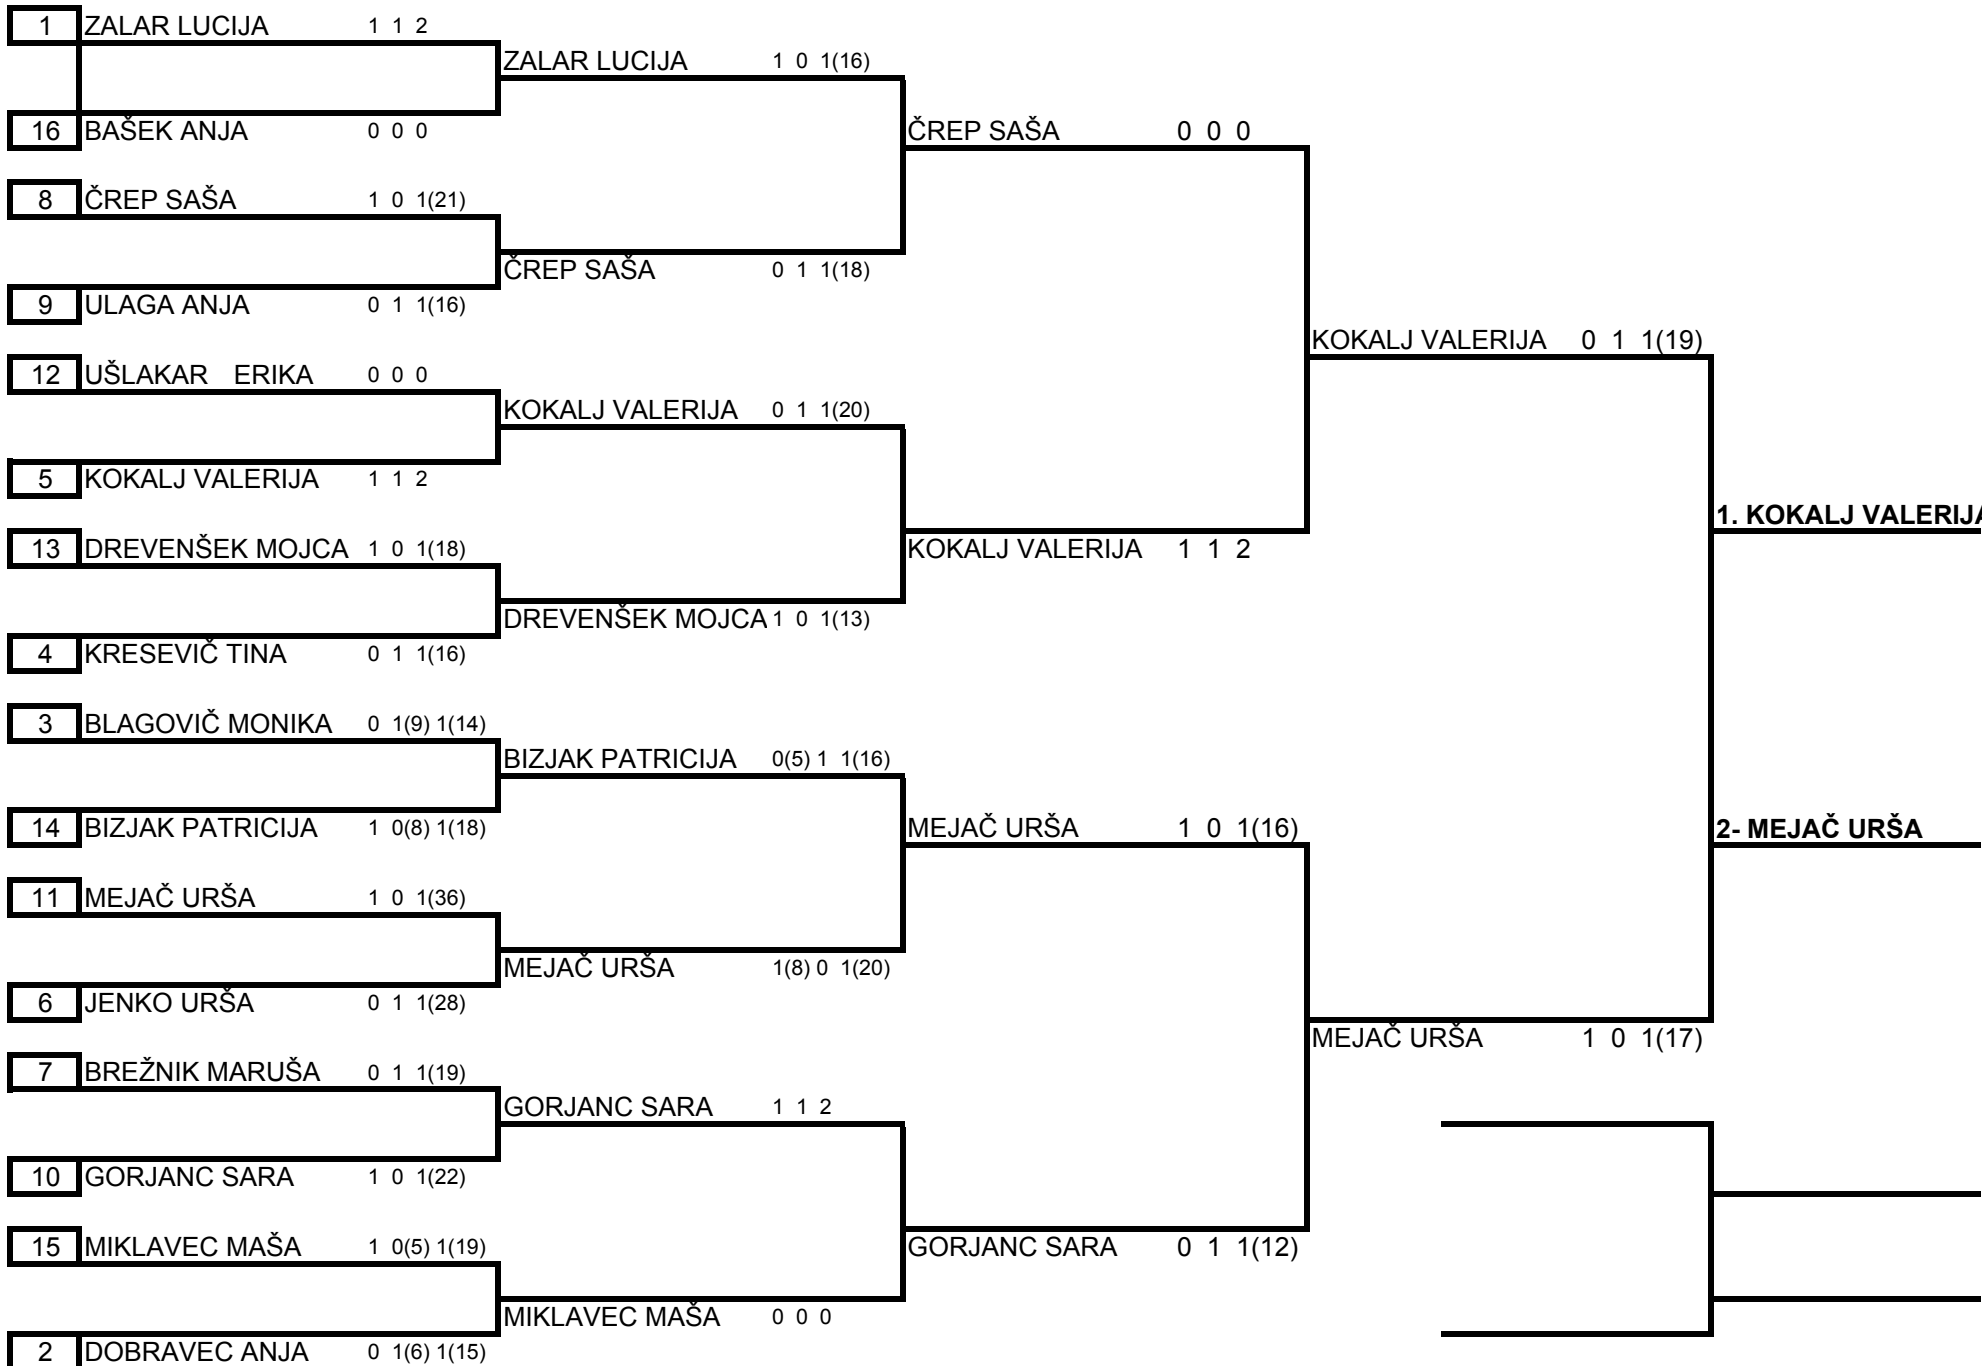 1 ZALAR LUCIJA 1 1 2
ZALAR LUCIJA 1 0 1(16)
16 BAŠEK ANJA 0 0 0
ČREP SAŠA 0 0 0
8 ČREP SAŠA 1 0 1(21)
ČREP SAŠA 0 1 1(18)
9 ULAGA ANJA 0 1 1(16)
KOKALJ VALERIJA 0 1 1(19)
12 UŠLAKAR ERIKA 0 0 0
KOKALJ VALERIJA 0 1 1(20)
5 KOKALJ VALERIJA 1 1 2
1. KOKALJ VALERIJA
13 DREVENŠEK MOJCA 1 0 1(18)
KOKALJ VALERIJA 1 1 2
DREVENŠEK MOJCA 1 0 1(13)
4 KRESEVIČ TINA 0 1 1(16)
3 BLAGOVIČ MONIKA 0 1(9) 1(14)
BIZJAK PATRICIJA 0(5) 1 1(16)
14 BIZJAK PATRICIJA 1 0(8) 1(18)
MEJAČ URŠA 1 0 1(16)
2- MEJAČ URŠA
11 MEJAČ URŠA 1 0 1(36)
MEJAČ URŠA 1(8) 0 1(20)
6 JENKO URŠA 0 1 1(28)
MEJAČ URŠA 1 0 1(17)
7 BREŽNIK MARUŠA 0 1 1(19)
GORJANC SARA 1 1 2
10 GORJANC SARA 1 0 1(22)
15 MIKLAVEC MAŠA 1 0(5) 1(19)
GORJANC SARA 0 1 1(12)
MIKLAVEC MAŠA 0 0 0
2 DOBRAVEC ANJA 0 1(6) 1(15)